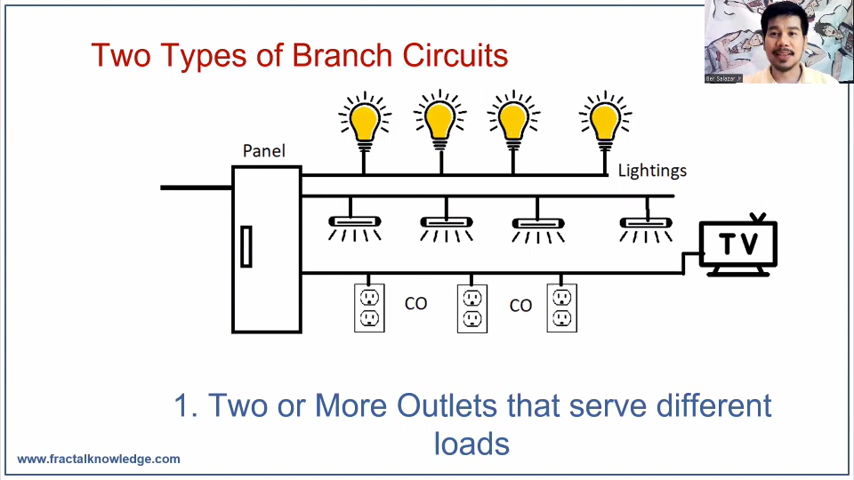 Two Types of Branch Circuits
Panel
Lightings
TV
CO
CO
1. Two or More Outlets that serve different
loads
www.fractalknowledge.com